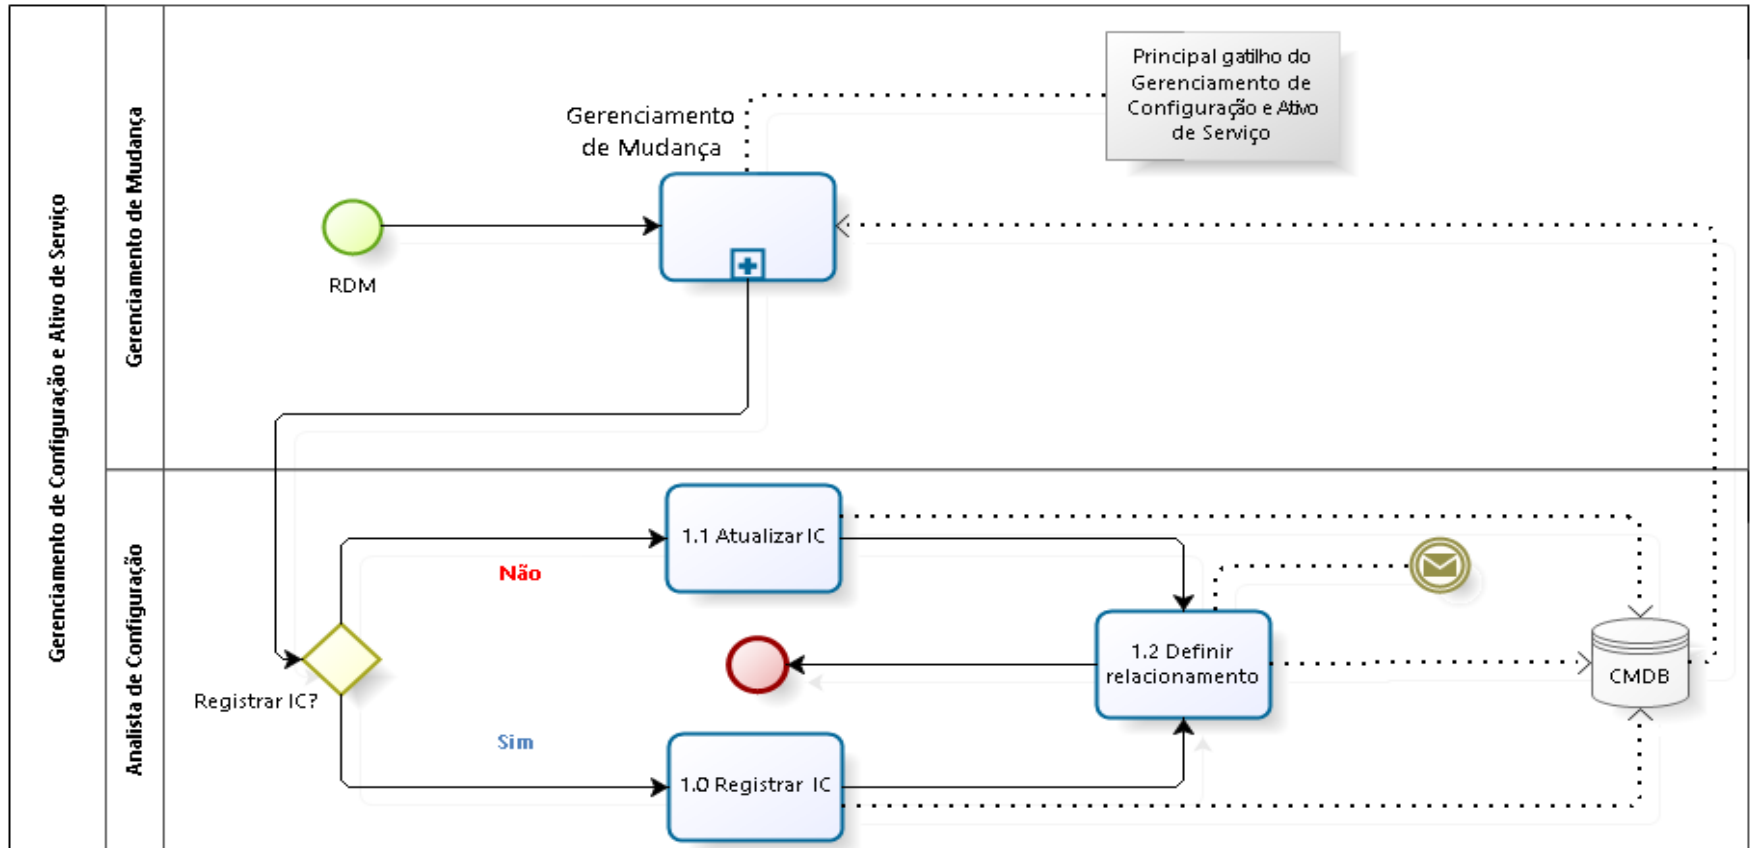 Gerenciamento de Configuração e Ativo de Serviço
Gerenciamento de Mudança
Principal gatilho do
Gerenciamento de
Configuração e Ativo
de Serviço
Gerenciamento
de Mudança
RDM
Analista de Configuração
1.1 Atualizar IC
Não
Registrar IC?
1.2 Definir
relacionamento
CMDB
Sim
1.0 Registrar IC